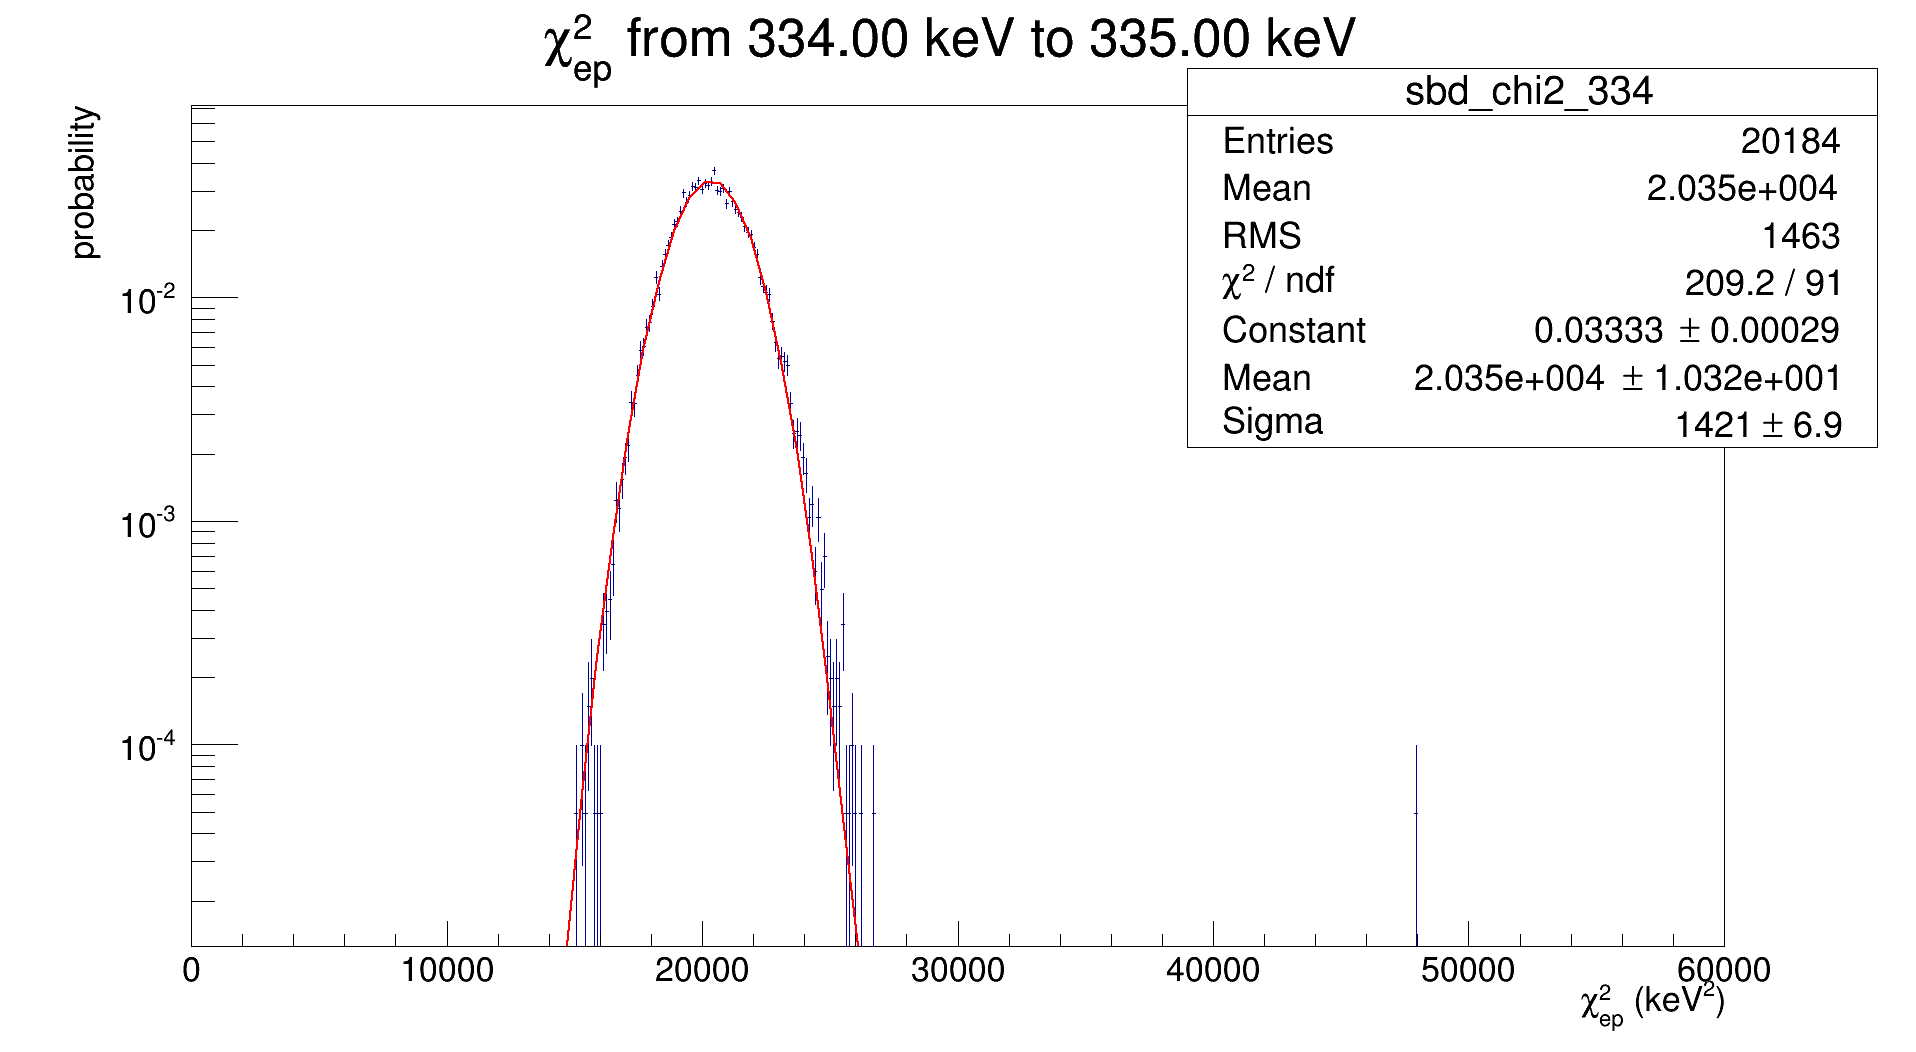 χ²ep from 334.00 keV to 335.00 keV
sbd_chi2_334
Entries 20184
Mean 2.035e+004
RMS 1463
χ² / ndf 209.2 / 91
Constant 0.03333 ± 0.00029
Mean 2.035e+004 ± 1.032e+001
Sigma 1421 ± 6.9
probability
10⁻²
10⁻³
10⁻⁴
0 10000 20000 30000 40000 50000 60000
χ²ep (keV²)